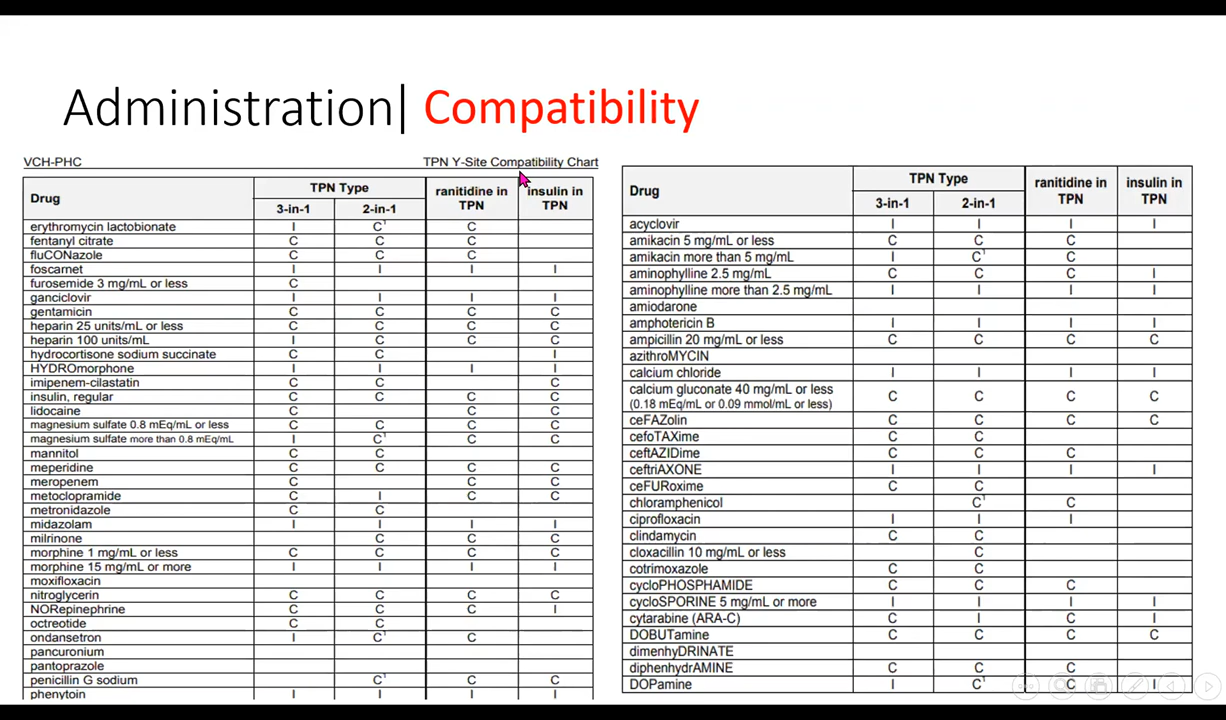 Administration| Compatibility
VCH-PHC TPN Y-Site Compatibility Chart
Drug TPN Type ranitidine in TPN insulin in TPN
3-in-1 2-in-1
erythromycin lactobionate I C¹ C
fentanyl citrate C C C
fluCONazole C C C
foscarnet I I I I
furosemide 3 mg/mL or less C
ganciclovir I I I I
gentamicin C C C C
heparin 25 units/mL or less C C C C
heparin 100 units/mL I C C C
hydrocortisone sodium succinate C C I
HYDROmorphone I I I I
imipenem-cilastatin C C C
insulin, regular C C C C
lidocaine C C C
magnesium sulfate 0.8 mEq/mL or less C C C C
magnesium sulfate more than 0.8 mEq/mL I C¹ C C
mannitol C C
meperidine C C C C
meropenem C C C
metoclopramide C I C C
metronidazole C C
midazolam I I I I
milrinone C C C
morphine 1 mg/mL or less C C C C
morphine 15 mg/mL or more I I I I
moxifloxacin
nitroglycerin C C C C
NORepinephrine C C C I
octreotide C C
ondansetron I C¹ C
pancuronium
pantoprazole
penicillin G sodium C¹ C C
phenytoin I I I I
Drug TPN Type ranitidine in TPN insulin in TPN
3-in-1 2-in-1
acyclovir I I I I
amikacin 5 mg/mL or less C C C
amikacin more than 5 mg/mL I C¹ C
aminophylline 2.5 mg/mL C C C I
aminophylline more than 2.5 mg/mL I I I I
amiodarone
amphotericin B I I I I
ampicillin 20 mg/mL or less C C C C
azithroMYCIN
calcium chloride I I I I
calcium gluconate 40 mg/mL or less
(0.18 mEq/mL or 0.09 mmol/mL or less) C C C C
ceFAZolin C C C C
cefoTAXime C C
ceftAZIDime C C C
ceftriAXONE I I I I
ceFURoxime C C
chloramphenicol C¹ C
ciprofloxacin I I I
clindamycin C C
cloxacillin 10 mg/mL or less C
cotrimoxazole C C
cycloPHOSPHAMIDE C C C
cycloSPORINE 5 mg/mL or more I I I I
cytarabine (ARA-C) C I C I
DOBUTamine C C C C
dimenhyDRINATE
diphenhydrAMINE C C C
DOPamine I C¹ C I